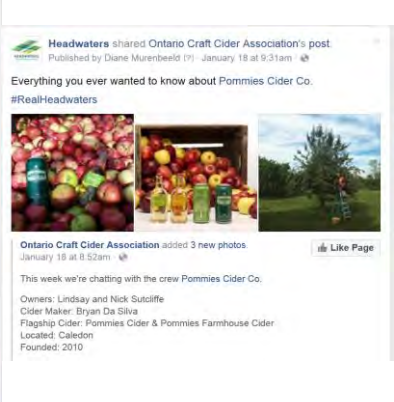 Headwaters shared Ontario Craft Cider Association's post.
Published by Diane Murenbeeld [?] · January 18 at 9:31am ·
Everything you ever wanted to know about Pommies Cider Co.
#RealHeadwaters
Ontario Craft Cider Association added 3 new photos.
January 18 at 8:52am ·
Like Page
This week we're chatting with the crew Pommies Cider Co.
Owners: Lindsay and Nick Sutcliffe
Cider Maker: Bryan Da Silva
Flagship Cider: Pommies Cider & Pommies Farmhouse Cider
Located: Caledon
Founded: 2010